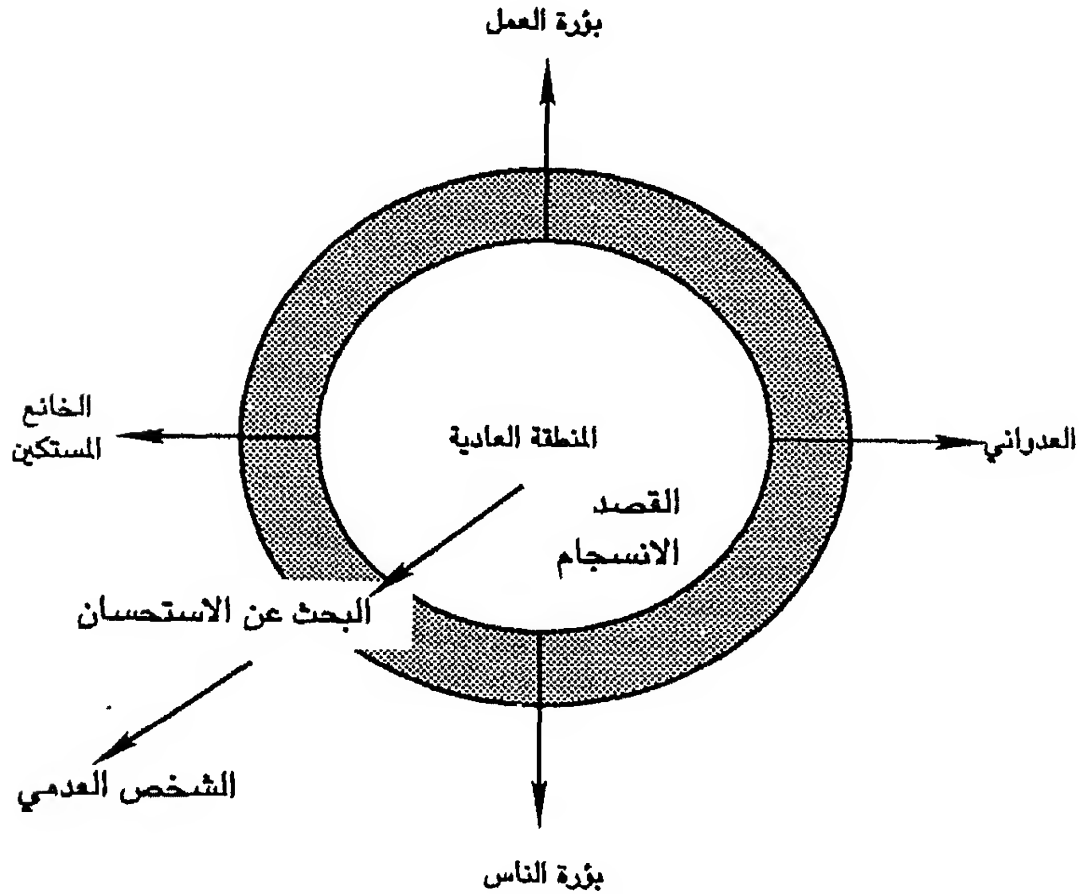 بؤرة العمل
الخانع
المستكين
المنطقة العادية
العدواني
القصد
الانسجام
البحث عن الاستحسان
الشخص العدمي
بؤرة الناس